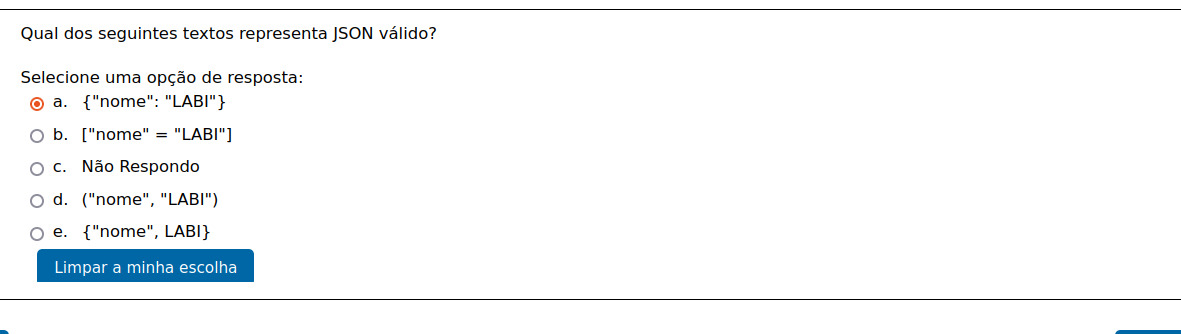 Qual dos seguintes textos representa JSON válido?
Selecione uma opção de resposta:
a. {"nome": "LABI"}
b. ["nome" = "LABI"]
c. Não Respondo
d. ("nome", "LABI")
e. {"nome", LABI}
Limpar a minha escolha